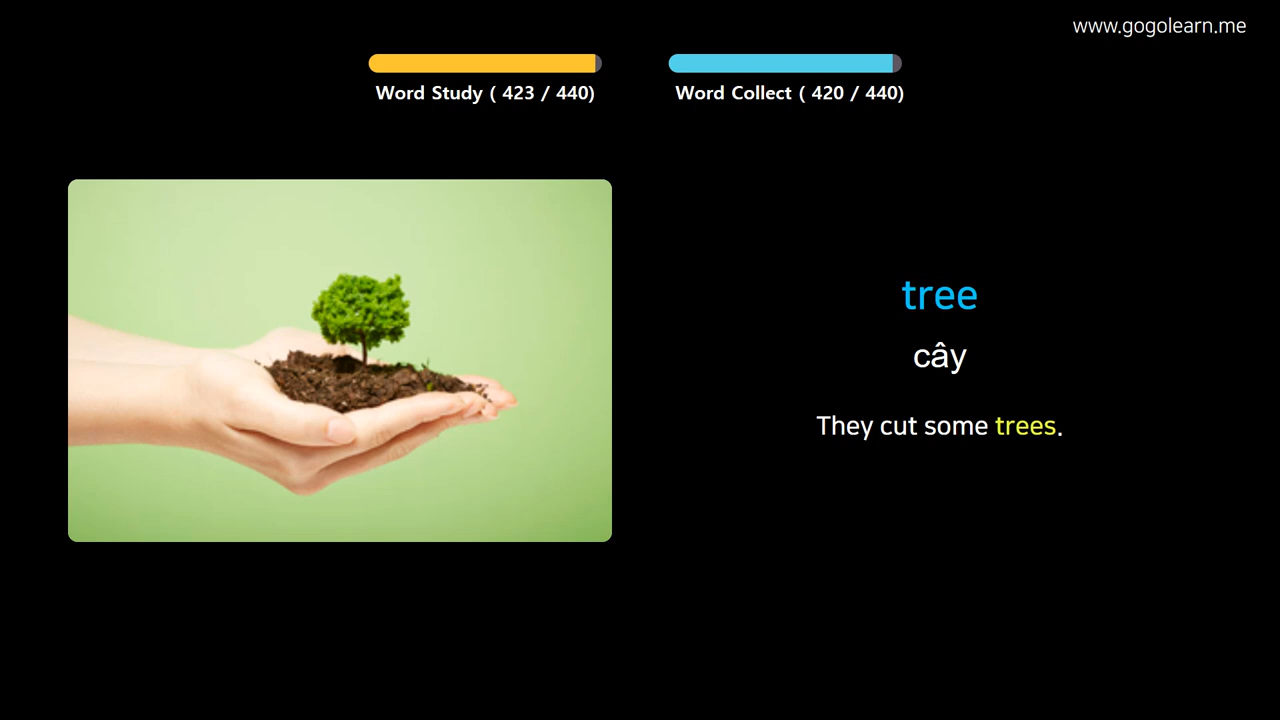 www.gogolearn.me
Word Study ( 423 / 440)
Word Collect ( 420 / 440)
tree
cây
They cut some trees.